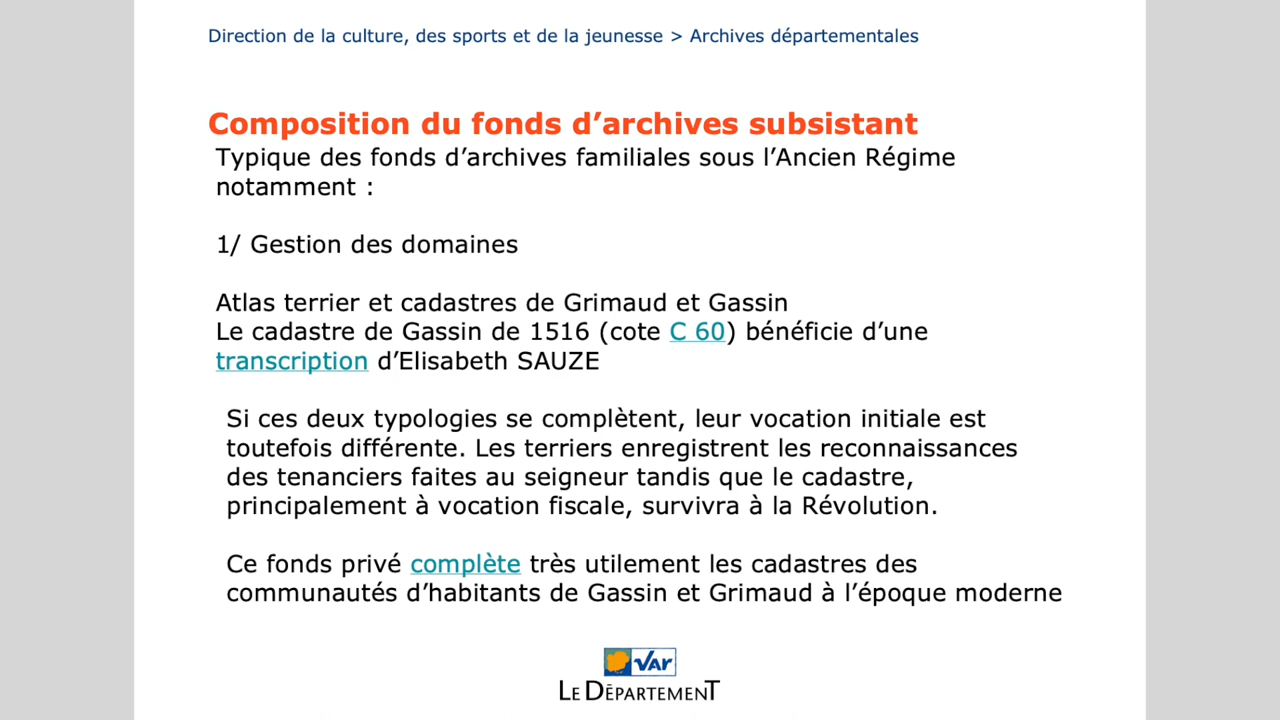 Direction de la culture, des sports et de la jeunesse > Archives départementales
Composition du fonds d’archives subsistant
Typique des fonds d’archives familiales sous l’Ancien Régime
notamment :
1/ Gestion des domaines
Atlas terrier et cadastres de Grimaud et Gassin
Le cadastre de Gassin de 1516 (cote C 60) bénéficie d’une
transcription d’Elisabeth SAUZE
Si ces deux typologies se complètent, leur vocation initiale est
toutefois différente. Les terriers enregistrent les reconnaissances
des tenanciers faites au seigneur tandis que le cadastre,
principalement à vocation fiscale, survivra à la Révolution.
Ce fonds privé complète très utilement les cadastres des
communautés d’habitants de Gassin et Grimaud à l’époque moderne
VAR
LE DÉPARTEMENT